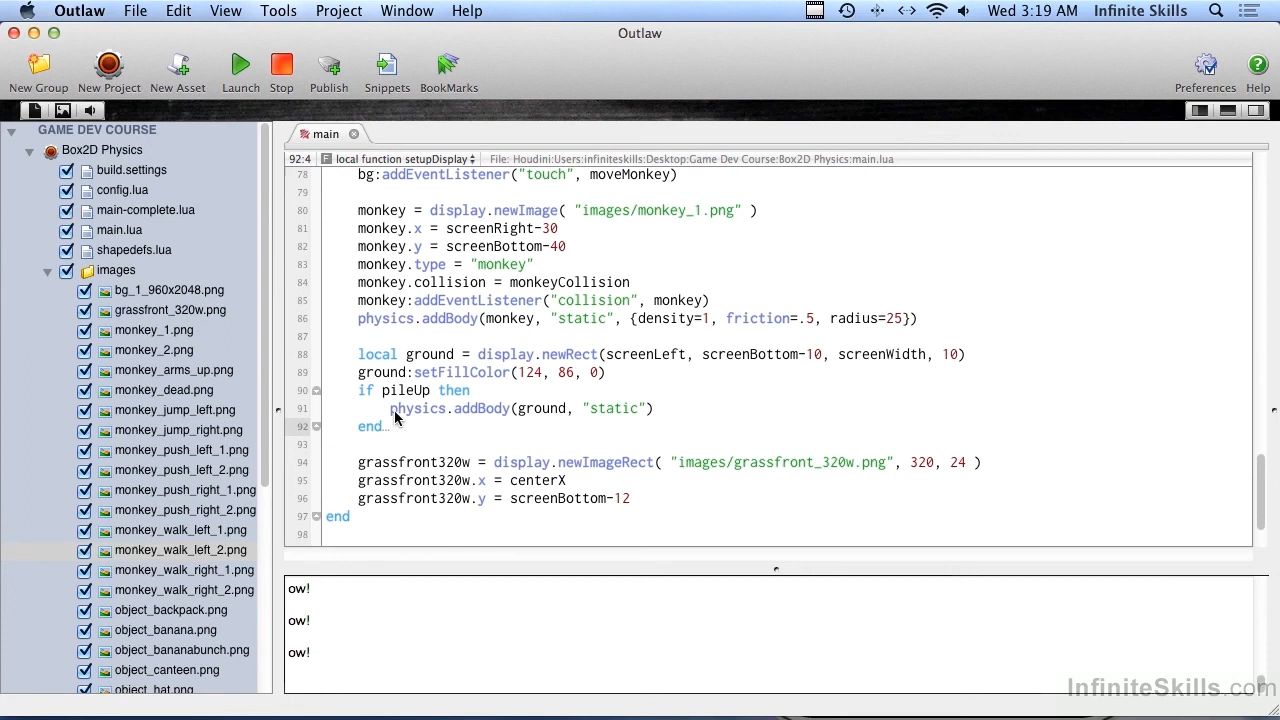 Outlaw File Edit View Tools Project Window Help Wed 3:19 AM Infinite Skills
Outlaw
New Group New Project New Asset Launch Stop Publish Snippets BookMarks Preferences Help
GAME DEV COURSE
Box2D Physics
build.settings
config.lua
main-complete.lua
main.lua
shapedefs.lua
images
bg_1_960x2048.png
grassfront_320w.png
monkey_1.png
monkey_2.png
monkey_arms_up.png
monkey_dead.png
monkey_jump_left.png
monkey_jump_right.png
monkey_push_left_1.png
monkey_push_left_2.png
monkey_push_right_1.png
monkey_push_right_2.png
monkey_walk_left_1.png
monkey_walk_left_2.png
monkey_walk_right_1.png
monkey_walk_right_2.png
object_backpack.png
object_banana.png
object_bananabunch.png
object_canteen.png
object_hat.png
main
92:4 F local function setupDisplay File: Houdini:Users:infiniteskills:Desktop:Game Dev Course:Box2D Physics:main.lua
78 bg:addEventListener("touch", moveMonkey)
79
80 monkey = display.newImage( "images/monkey_1.png" )
81 monkey.x = screenRight-30
82 monkey.y = screenBottom-40
83 monkey.type = "monkey"
84 monkey.collision = monkeyCollision
85 monkey:addEventListener("collision", monkey)
86 physics.addBody(monkey, "static", {density=1, friction=.5, radius=25})
87
88 local ground = display.newRect(screenLeft, screenBottom-10, screenWidth, 10)
89 ground:setFillColor(124, 86, 0)
90 if pileUp then
91 physics.addBody(ground, "static")
92 end…
93
94 grassfront320w = display.newImageRect( "images/grassfront_320w.png", 320, 24 )
95 grassfront320w.x = centerX
96 grassfront320w.y = screenBottom-12
97 end
98
ow!
ow!
ow!
InfiniteSkills.com